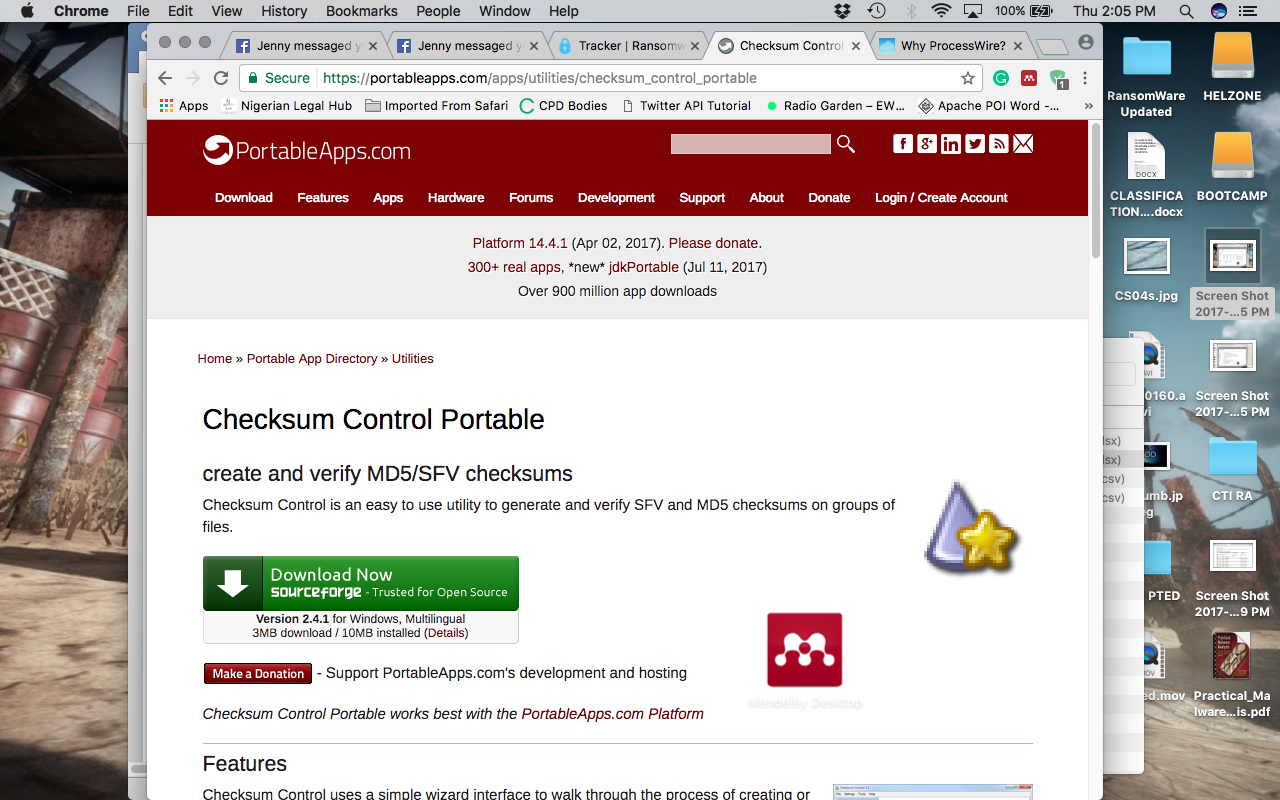 Chrome File Edit View History Bookmarks People Window Help 100% Thu 2:05 PM
Jenny messaged y
Jenny messaged y
Tracker | Ransomw
Checksum Control
Why ProcessWire?
Secure https://portableapps.com/apps/utilities/checksum_control_portable
1
Apps Nigerian Legal Hub Imported From Safari CPD Bodies Twitter API Tutorial Radio Garden – EW... Apache POI Word -... »
PortableApps.com
Download Features Apps Hardware Forums Development Support About Donate Login / Create Account
Platform 14.4.1 (Apr 02, 2017). Please donate.
300+ real apps, *new* jdkPortable (Jul 11, 2017)
Over 900 million app downloads
Home » Portable App Directory » Utilities
Checksum Control Portable
create and verify MD5/SFV checksums
Checksum Control is an easy to use utility to generate and verify SFV and MD5 checksums on groups of
files.
Download Now
sourceforge - Trusted for Open Source
Version 2.4.1 for Windows, Multilingual
3MB download / 10MB installed (Details)
Make a Donation - Support PortableApps.com's development and hosting
Mendeley Desktop
Checksum Control Portable works best with the PortableApps.com Platform
Features
Checksum Control uses a simple wizard interface to walk through the process of creating or
RansomWare
Updated
HELZONE
DOCX
CLASSIFICA
TION....docx
BOOTCAMP
CS04s.jpg
Screen Shot
2017-...5 PM
AVI
0160.a
vi
Screen Shot
2017-...5 PM
lsx)
lsx)
csv)
csv)
umb.jp
eg
CTI RA
PTED
Screen Shot
2017-...9 PM
MOV
ed.mov
Practical_Ma
lware...is.pdf